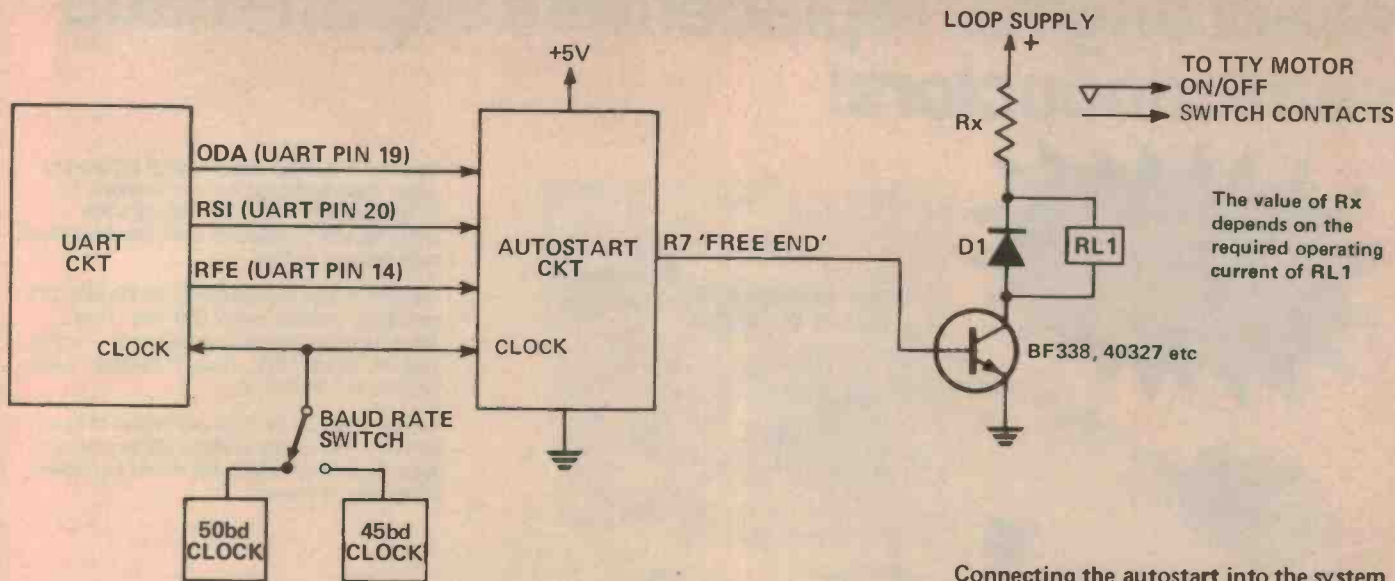 LOOP SUPPLY
+
+5V
TO TTY MOTOR
ON/OFF
SWITCH CONTACTS
Rx
ODA (UART PIN 19)
RSI (UART PIN 20)
RFE (UART PIN 14)
UART
CKT
CLOCK
AUTOSTART
CKT
CLOCK
R7 'FREE END'
D1
RL1
The value of Rx
depends on the
required operating
current of RL1
BF338, 40327 etc
BAUD RATE
SWITCH
50bd
CLOCK
45bd
CLOCK
Connecting the autostart into the system